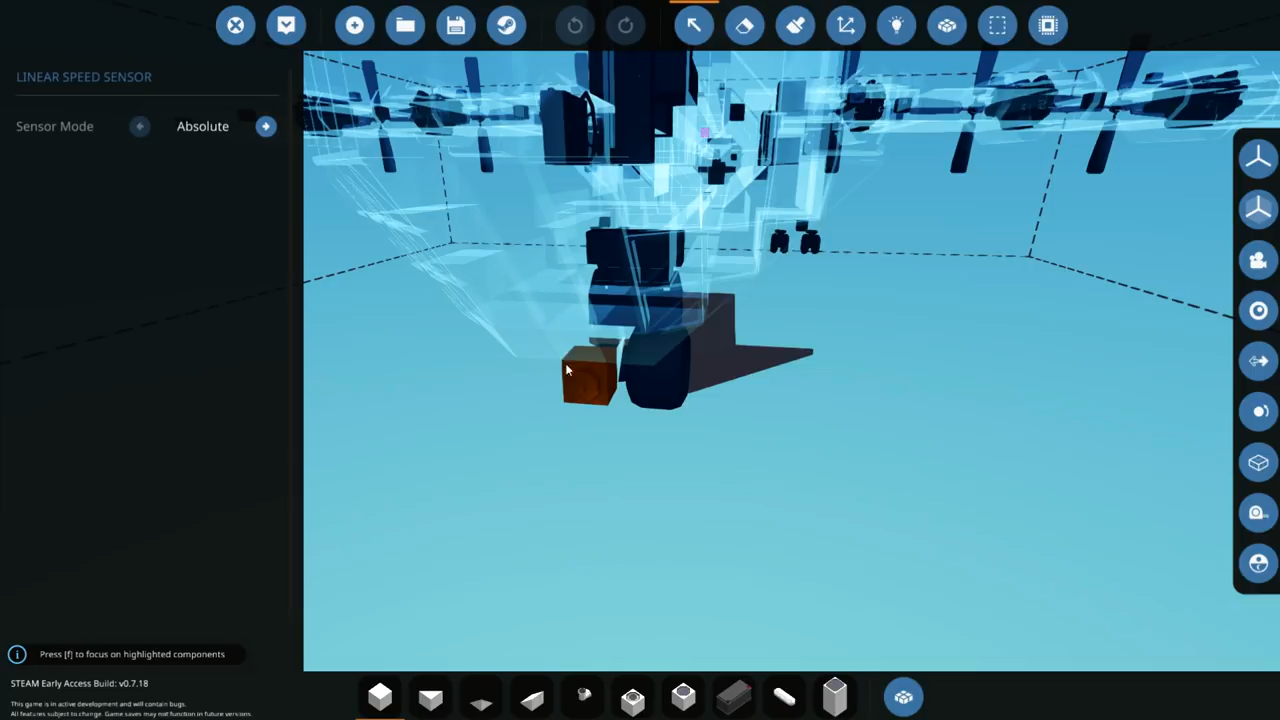 LINEAR SPEED SENSOR
Sensor Mode Absolute
Press [f] to focus on highlighted components
STEAM Early Access Build: v0.7.18
This game is in active development and will contain bugs.
All features subject to change. Game saves may not function in future versions.